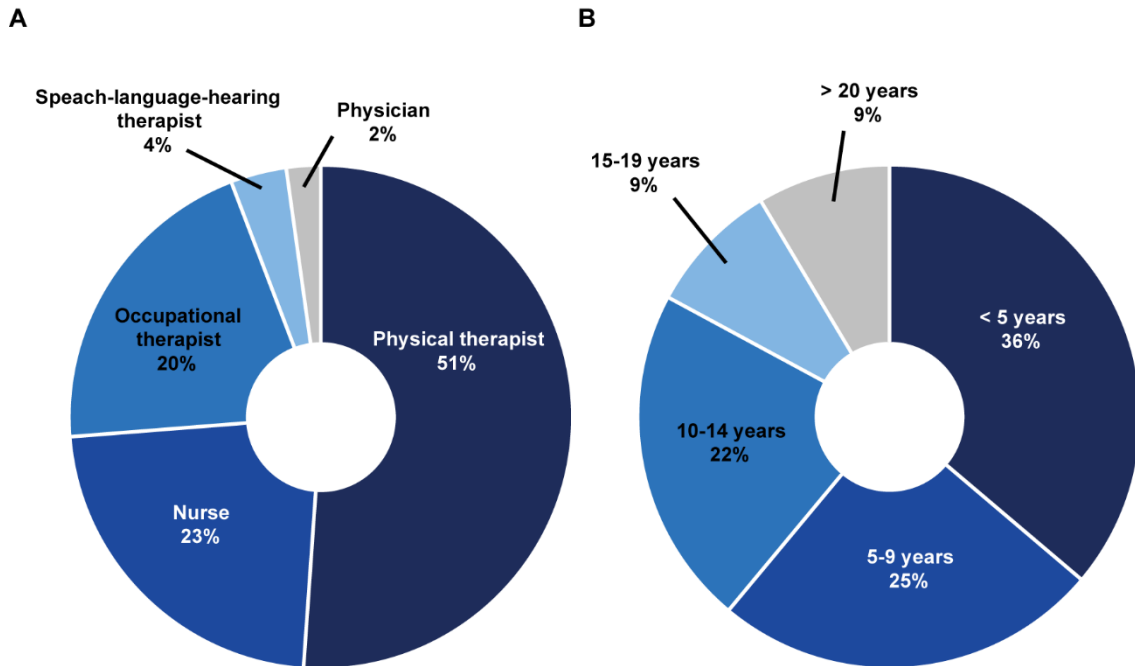 A
Speach-language-hearing
therapist
4%
Physician
2%
Physical therapist
51%
Occupational
therapist
20%
Nurse
23%
B
> 20 years
9%
15-19 years
9%
< 5 years
36%
10-14 years
22%
5-9 years
25%